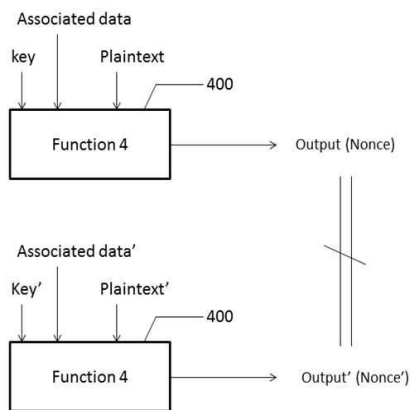 Associated data
key
Plaintext
400
Function 4
Output (Nonce)
Associated data’
Key’
Plaintext’
400
Function 4
Output’ (Nonce’)